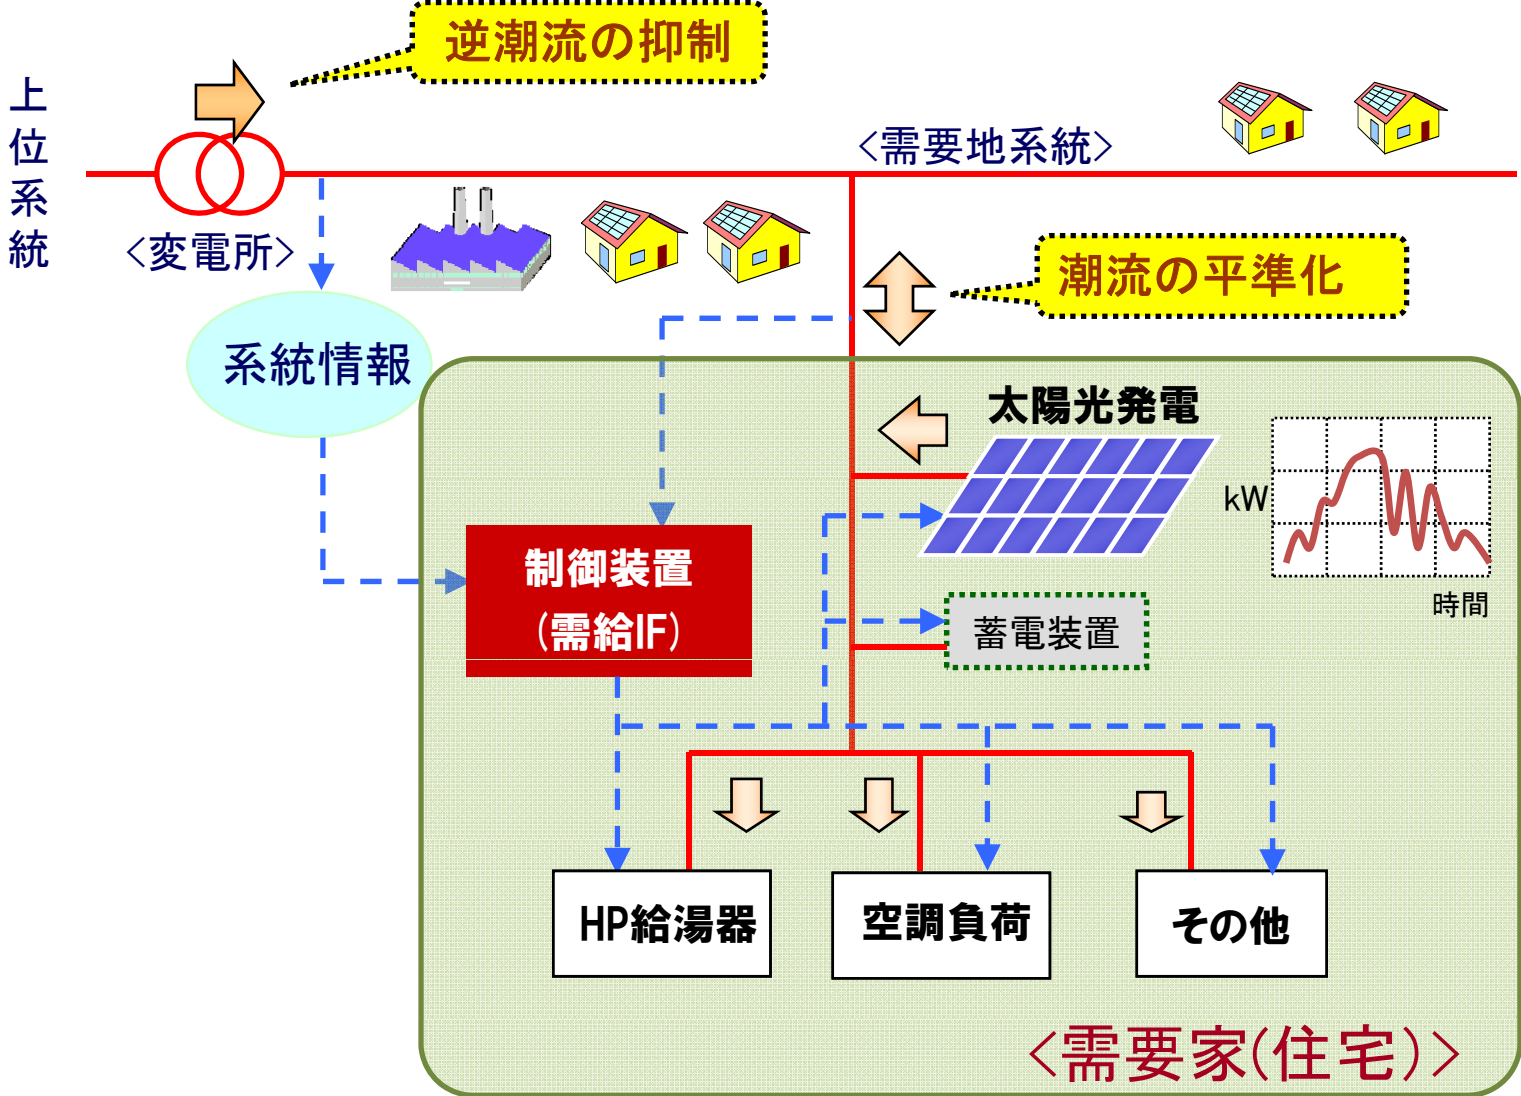 逆潮流の抑制
上位系統
<需要地系統>
<変電所>
潮流の平準化
系統情報
太陽光発電
kW
時間
制御装置
(需給IF)
蓄電装置
HP給湯器
空調負荷
その他
<需要家(住宅)>